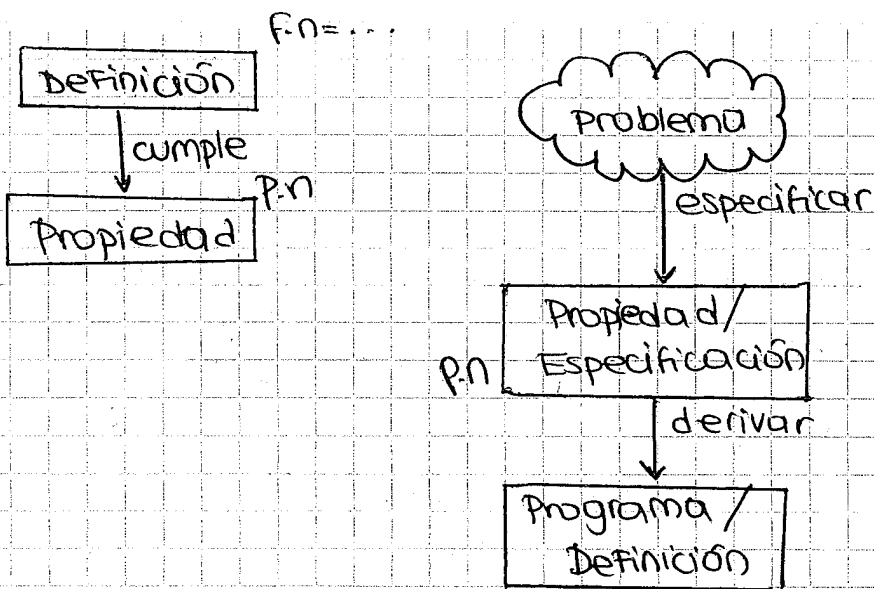 F.n=...
Definición
cumple
P.n
Propiedad
Problema
especificar
Propiedad/
Especificación
P.n
derivar
Programa/
Definición